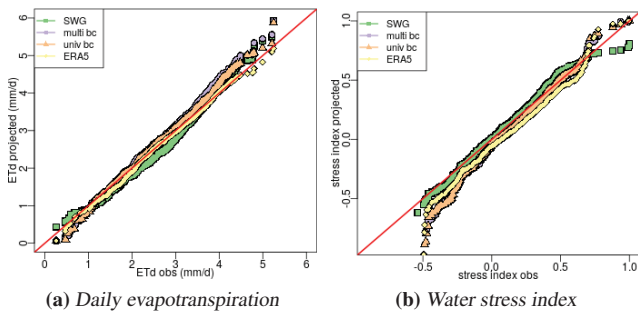 SWG
multi bc
univ bc
ERA5
ETd projected (mm/d)
6
5
4
3
2
1
0
0 1 2 3 4 5 6
ETd obs (mm/d)
(a) Daily evapotranspiration
SWG
multi bc
univ bc
ERA5
stress index projected
1.0
0.5
0.0
-0.5
-0.5 0.0 0.5 1.0
stress index obs
(b) Water stress index